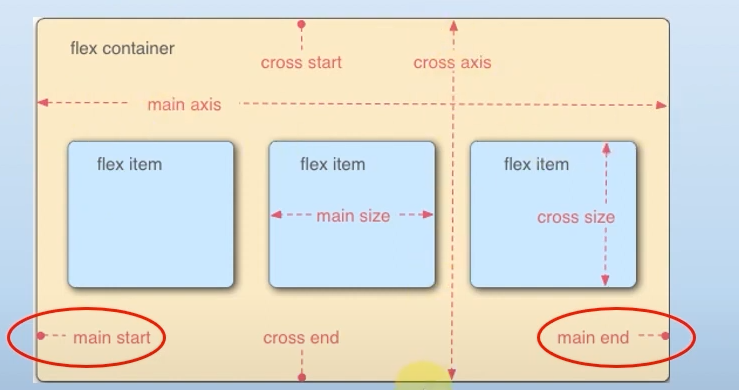 flex container
cross start
cross axis
main axis
flex item
flex item
flex item
main size
cross size
main start
cross end
main end